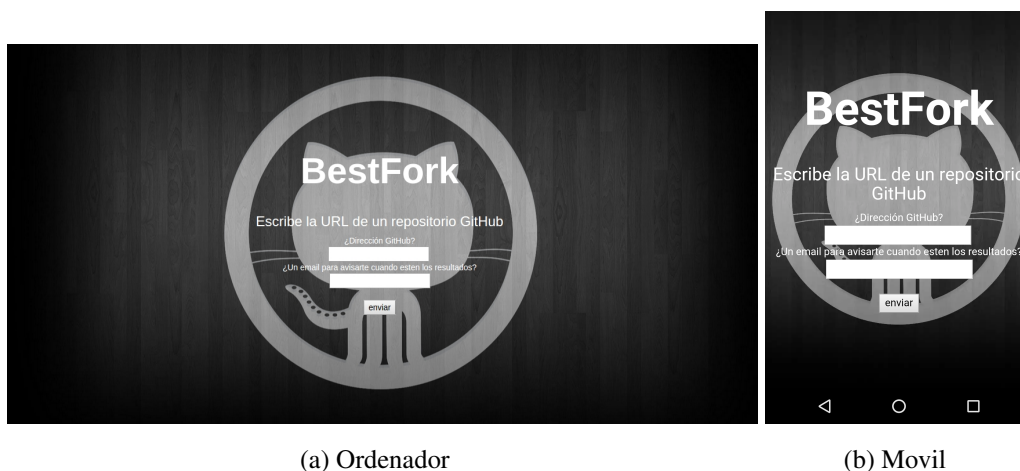 BestFork
Escribe la URL de un repositorio GitHub
¿Dirección GitHub?
¿Un email para avisarte cuando esten los resultados?
enviar
(a) Ordenador
BestFork
Escribe la URL de un repositorio
GitHub
¿Dirección GitHub?
¿Un email para avisarte cuando esten los resultados?
enviar
(b) Movil